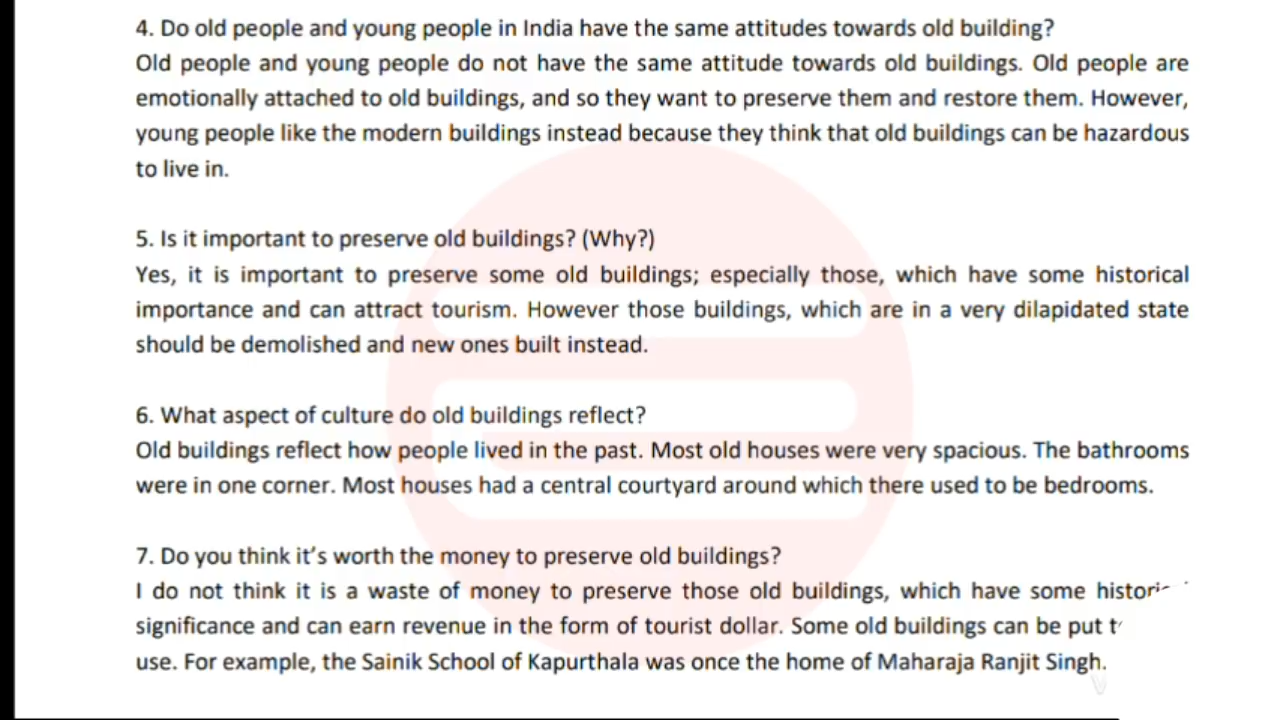 4. Do old people and young people in India have the same attitudes towards old building?
Old people and young people do not have the same attitude towards old buildings. Old people are
emotionally attached to old buildings, and so they want to preserve them and restore them. However,
young people like the modern buildings instead because they think that old buildings can be hazardous
to live in.
5. Is it important to preserve old buildings? (Why?)
Yes, it is important to preserve some old buildings; especially those, which have some historical
importance and can attract tourism. However those buildings, which are in a very dilapidated state
should be demolished and new ones built instead.
6. What aspect of culture do old buildings reflect?
Old buildings reflect how people lived in the past. Most old houses were very spacious. The bathrooms
were in one corner. Most houses had a central courtyard around which there used to be bedrooms.
7. Do you think it's worth the money to preserve old buildings?
I do not think it is a waste of money to preserve those old buildings, which have some
significance and can earn revenue in the form of tourist dollar. Some old buildings can be put
use. For example, the Sainik School of Kapurthala was once the home of Maharaja Ranjit Singh.